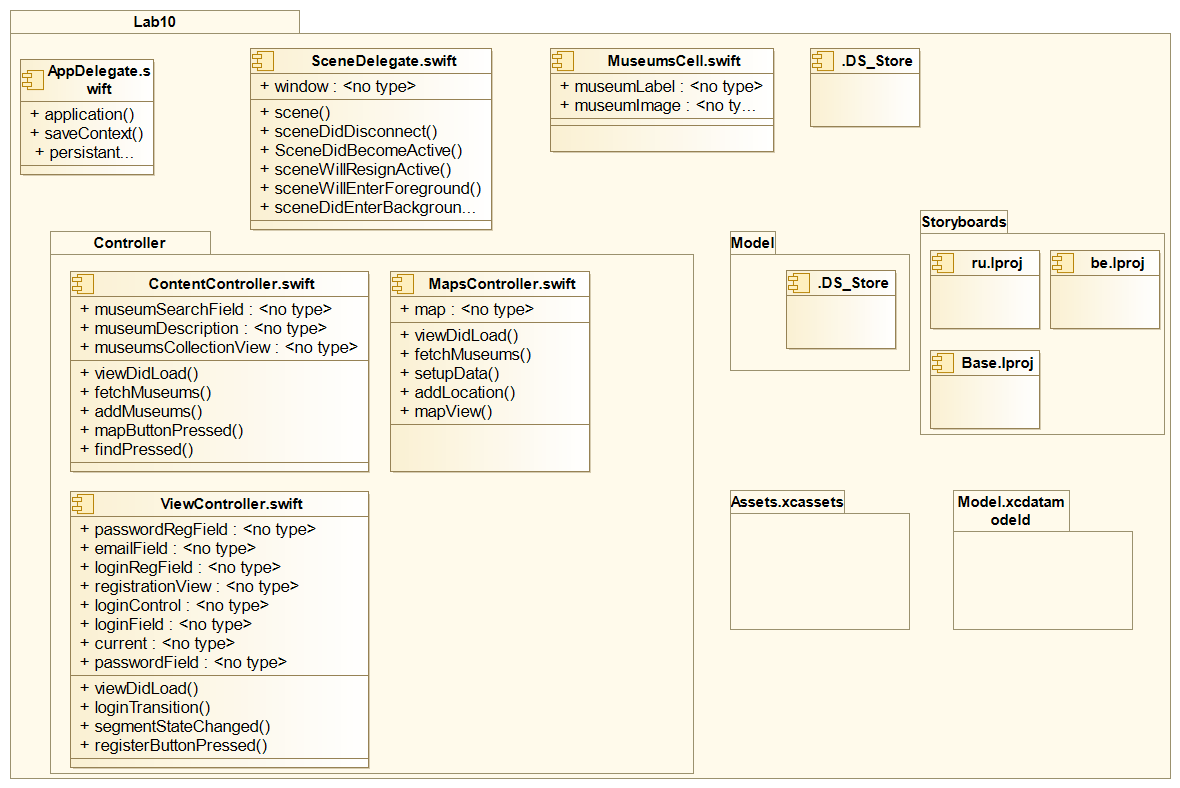 Lab10
AppDelegate.s
wift
+ application()
+ saveContext()
+ persistant...
SceneDelegate.swift
+ window : <no type>
+ scene()
+ sceneDidDisconnect()
+ SceneDidBecomeActive()
+ sceneWillResignActive()
+ sceneWillEnterForeground()
+ sceneDidEnterBackgroun...
MuseumsCell.swift
+ museumLabel : <no type>
+ museumImage : <no ty...
.DS_Store
Controller
ContentController.swift
+ museumSearchField : <no type>
+ museumDescription : <no type>
+ museumsCollectionView : <no type>
+ viewDidLoad()
+ fetchMuseums()
+ addMuseums()
+ mapButtonPressed()
+ findPressed()
MapsController.swift
+ map : <no type>
+ viewDidLoad()
+ fetchMuseums()
+ setupData()
+ addLocation()
+ mapView()
ViewController.swift
+ passwordRegField : <no type>
+ emailField : <no type>
+ loginRegField : <no type>
+ registrationView : <no type>
+ loginControl : <no type>
+ loginField : <no type>
+ current : <no type>
+ passwordField : <no type>
+ viewDidLoad()
+ loginTransition()
+ segmentStateChanged()
+ registerButtonPressed()
Model
.DS_Store
Storyboards
ru.lproj
be.lproj
Base.lproj
Assets.xcassets
Model.xcdatam
odeld